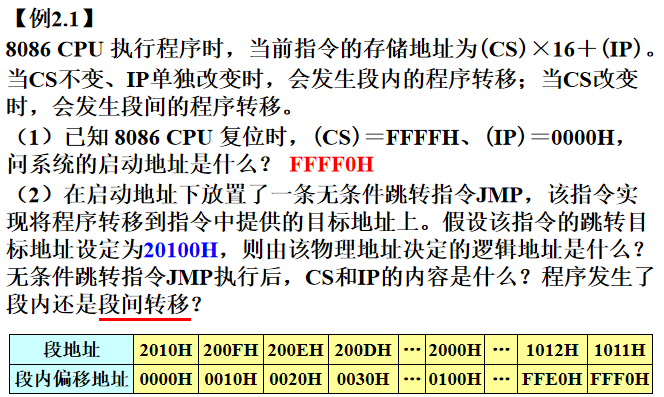 【例2.1】
8086 CPU 执行程序时，当前指令的存储地址为(CS)×16＋(IP)。
当CS不变、IP单独改变时，会发生段内的程序转移；当CS改变
时，会发生段间的程序转移。
（1）已知 8086 CPU 复位时，(CS)＝FFFFH、(IP)＝0000H，
问系统的启动地址是什么？ FFFF0H
（2）在启动地址下放置了一条无条件跳转指令JMP，该指令实
现将程序转移到指令中提供的目标地址上。假设该指令的跳转目
标地址设定为20100H，则由该物理地址决定的逻辑地址是什么？
无条件跳转指令JMP执行后，CS和IP的内容是什么？程序发生了
段内还是段间转移？
段地址 2010H 200FH 200EH 200DH … 2000H … 1012H 1011H
段内偏移地址 0000H 0010H 0020H 0030H … 0100H … FFE0H FFF0H